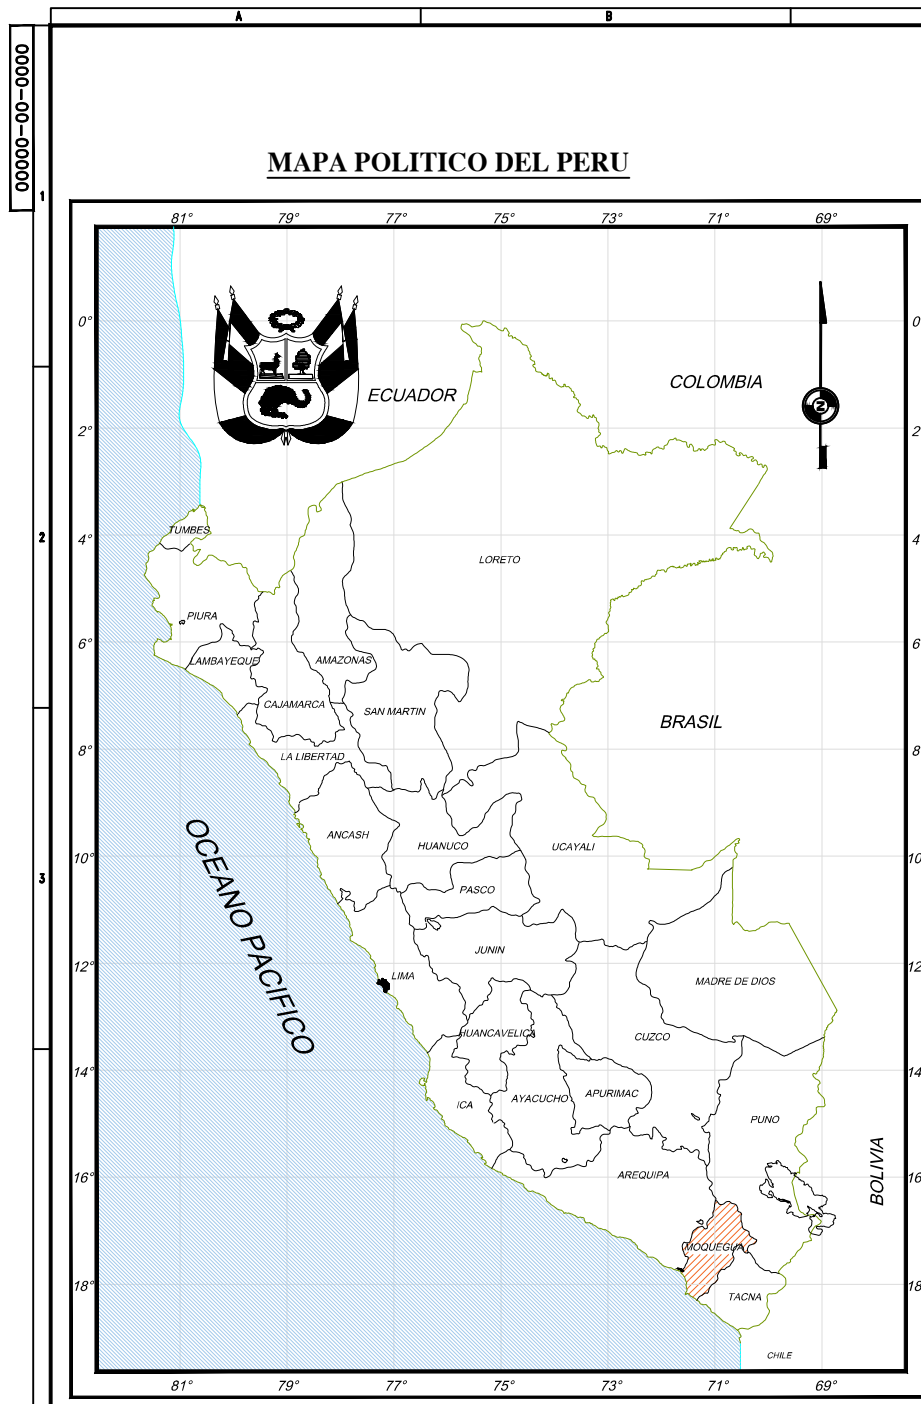 A
B
0000-00-00000
1
2
3
MAPA POLITICO DEL PERU
81°
79°
77°
75°
73°
71°
69°
0°
0
ECUADOR
COLOMBIA
N
2°
2
TUMBES
4°
4
LORETO
PIURA
6°
6
LAMBAYEQUE
AMAZONAS
CAJAMARCA
SAN MARTIN
BRASIL
8°
8
LA LIBERTAD
ANCASH
HUANUCO
UCAYALI
10°
10
PASCO
OCEANO PACIFICO
JUNIN
12°
12
LIMA
MADRE DE DIOS
HUANCAVELICA
CUZCO
14°
14
ICA
AYACUCHO
APURIMAC
PUNO
BOLIVIA
16°
16
AREQUIPA
MOQUEGUA
18°
18
TACNA
CHILE
81°
79°
77°
75°
73°
71°
69°